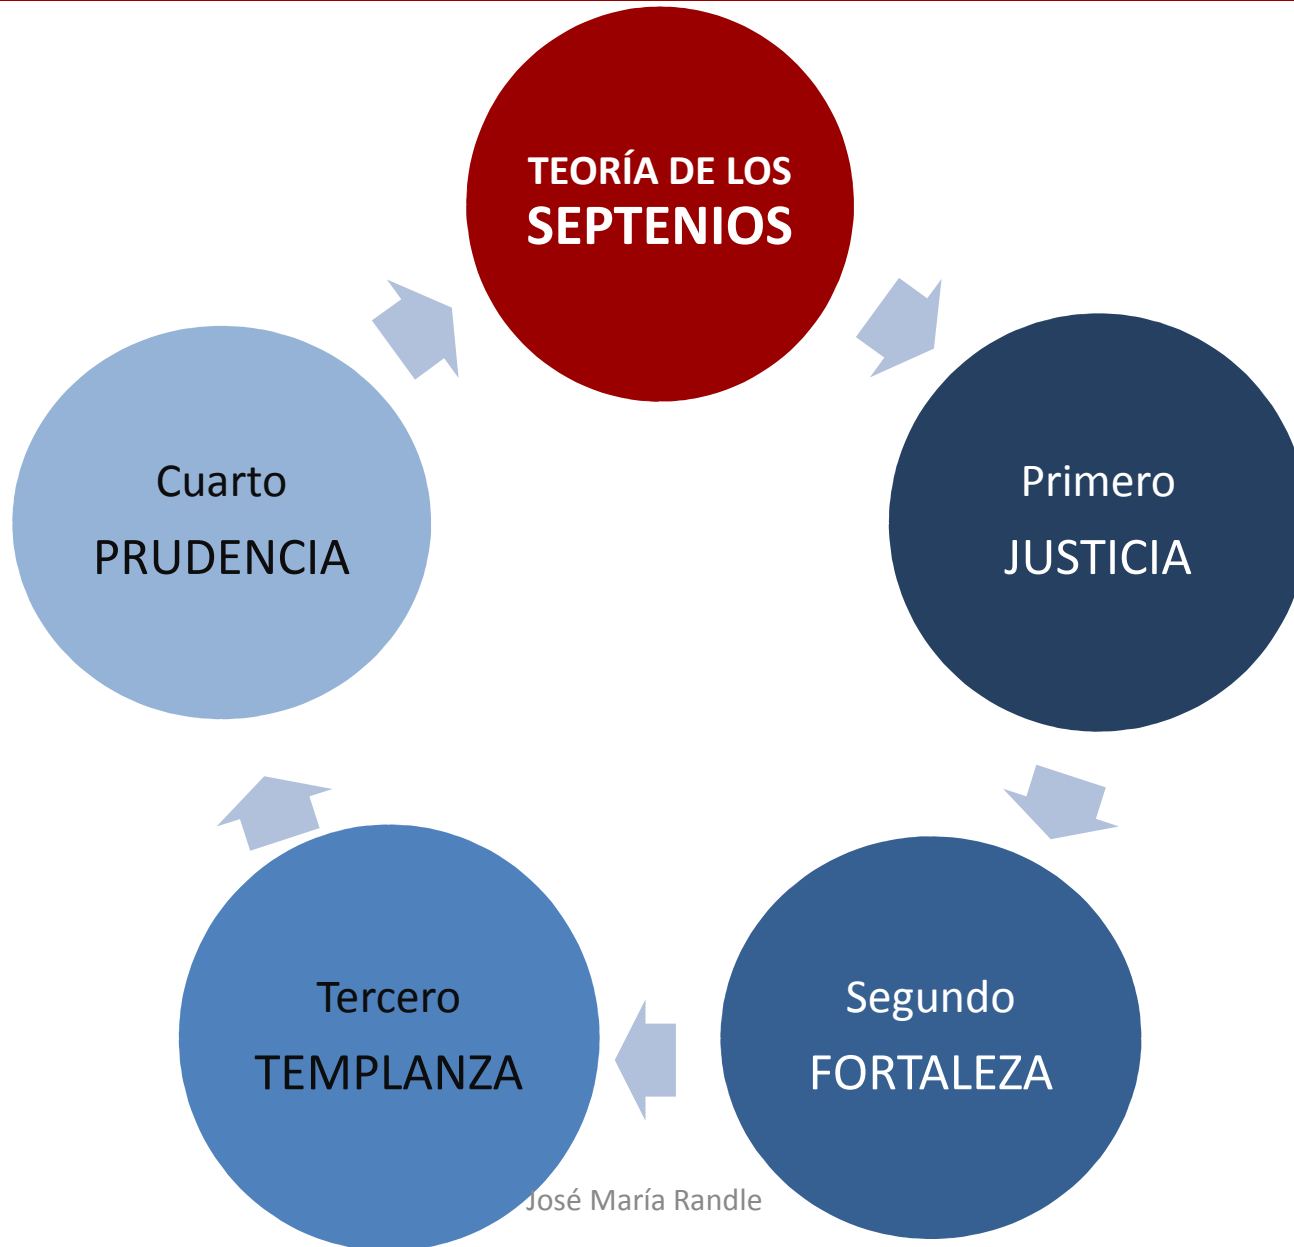 TEORÍA DE LOS
SEPTENIOS
Primero
JUSTICIA
Segundo
FORTALEZA
Tercero
TEMPLANZA
Cuarto
PRUDENCIA
José María Randle